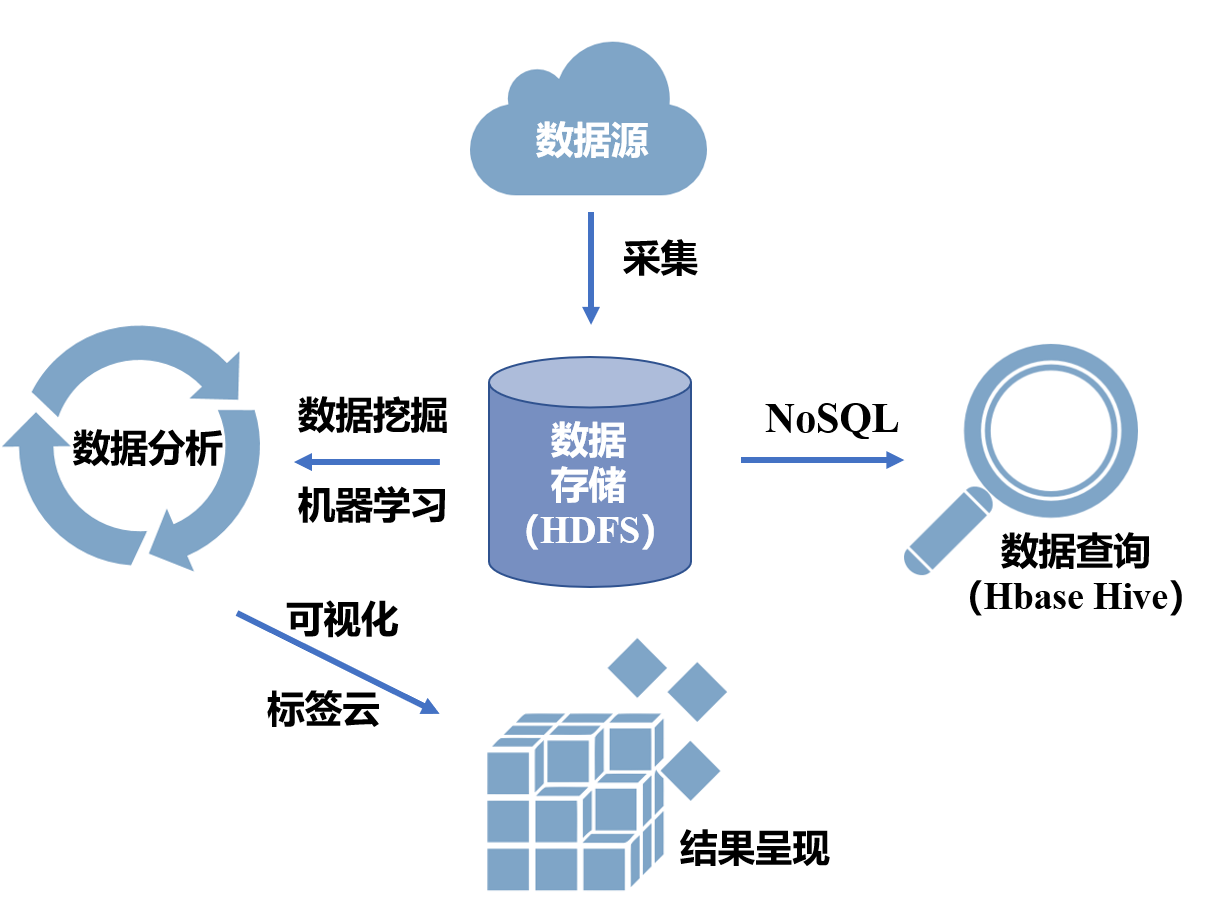 数据源
采集
数据挖掘
机器学习
数据分析
数据
存储
（HDFS）
NoSQL
数据查询
（Hbase Hive）
可视化
标签云
结果呈现